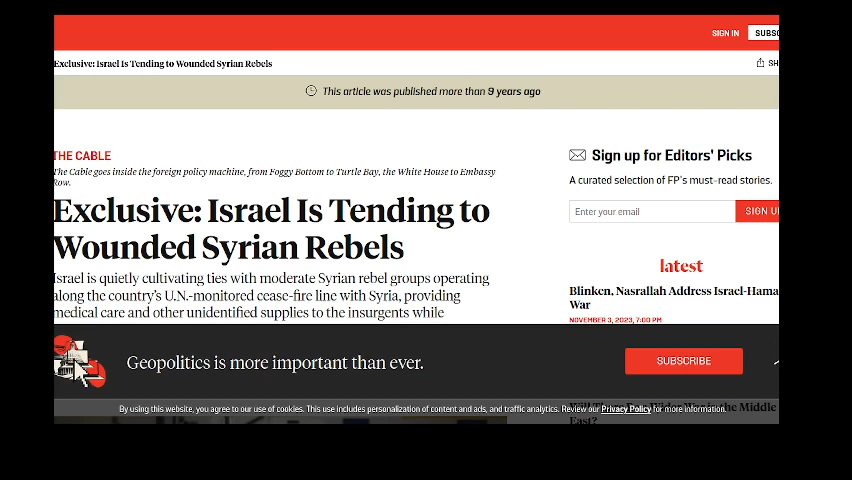 SIGN IN
Exclusive: Israel Is Tending to Wounded Syrian Rebels
This article was published more than 9 years ago
THE CABLE
The Cable goes inside the foreign policy machine, from Foggy Bottom to Turtle Bay, the White House to Embassy
Row.
Exclusive: Israel Is Tending to
Wounded Syrian Rebels
Israel is quietly cultivating ties with moderate Syrian rebel groups operating
along the country's U.N.-monitored cease-fire line with Syria, providing
medical care and other unidentified supplies to the insurgents while
Sign up for Editors' Picks
A curated selection of FP's must-read stories.
Enter your email
SIGN U
latest
Blinken, Nasrallah Address Israel-Hama
War
NOVEMBER 3, 2023, 7:00 PM
Geopolitics is more important than ever.
SUBSCRIBE
By using this website, you agree to our use of cookies. This use includes personalization of content and ads, and traffic analytics. Review our Privacy Policy for more information.
East?